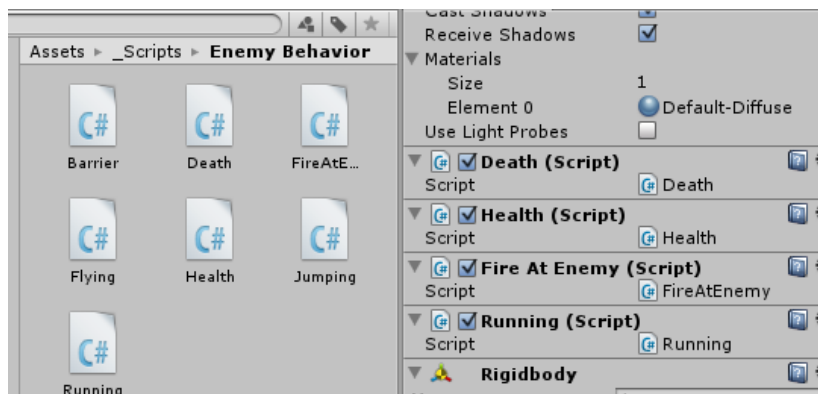 Assets ▸ _Scripts ▸ Enemy Behavior
C#
Barrier
C#
Death
C#
FireAtE...
C#
Flying
C#
Health
C#
Jumping
C#
Running
Cast Shadows
Receive Shadows
Materials
Size 1
Element 0 Default-Diffuse
Use Light Probes
Death (Script)
Script Death
Health (Script)
Script Health
Fire At Enemy (Script)
Script FireAtEnemy
Running (Script)
Script Running
Rigidbody